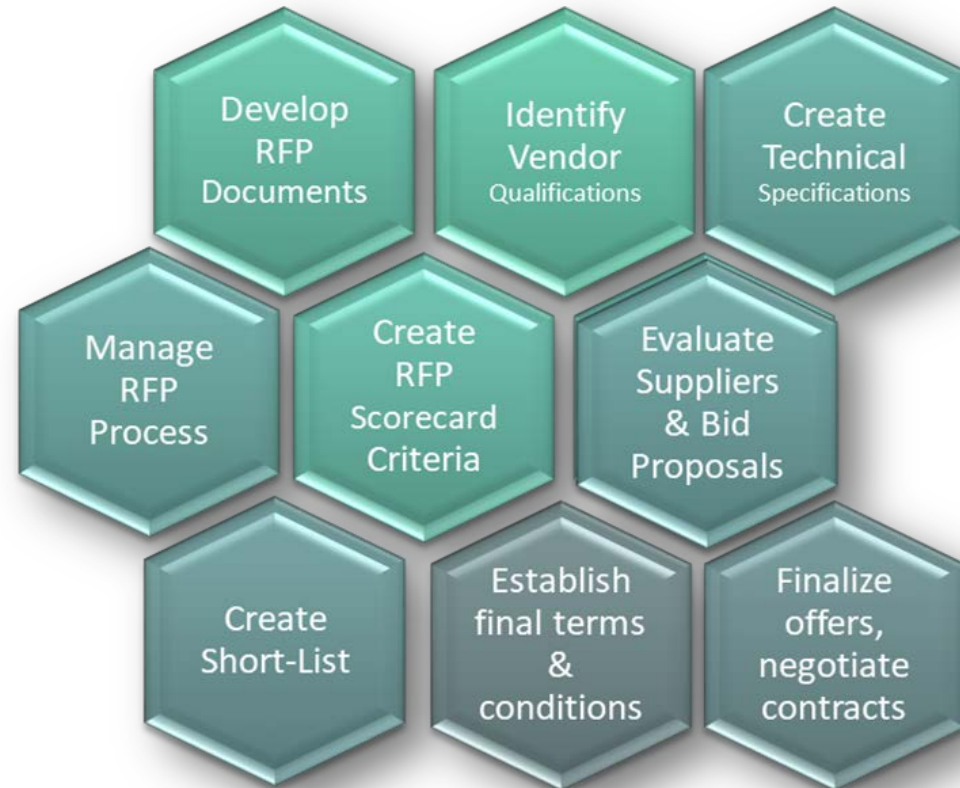 Develop
RFP
Documents
Identify
Vendor
Qualifications
Create
Technical
Specifications
Manage
RFP
Process
Create
RFP
Scorecard
Criteria
Evaluate
Suppliers
& Bid
Proposals
Create
Short-List
Establish
final terms
&
conditions
Finalize
offers,
negotiate
contracts